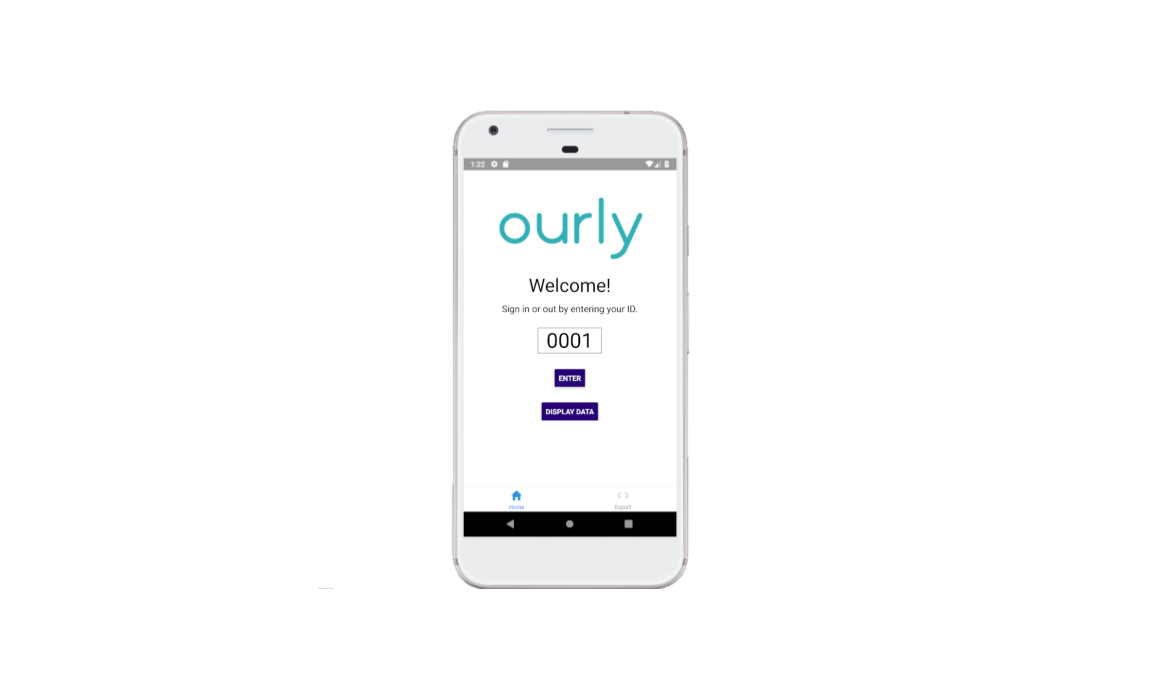 1:22
ourly
Welcome!
Sign in or out by entering your ID.
0001
ENTER
DISPLAY DATA
Home
Export